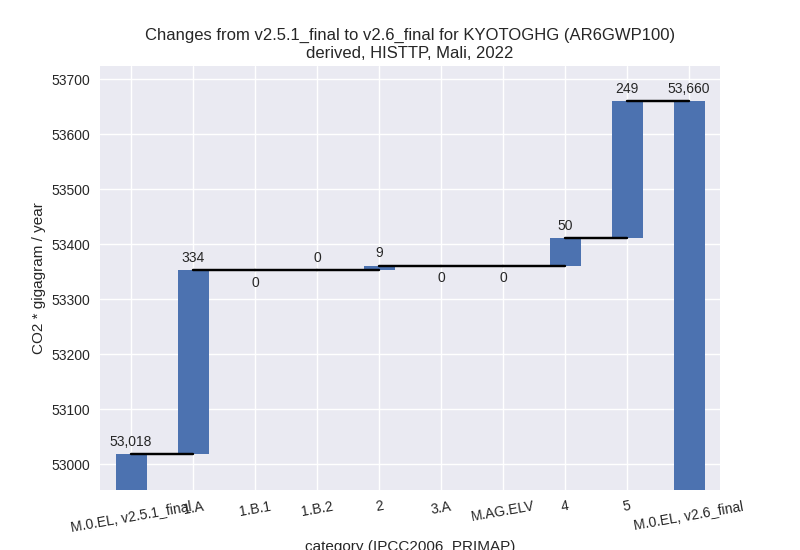 Changes from v2.5.1_final to v2.6_final for KYOTOGHG (AR6GWP100)
derived, HISTTP, Mali, 2022
CO2 * gigagram / year
53700
53600
53500
53400
53300
53200
53100
53000
53,018
334
0
0
9
0
0
50
249
53,660
M.0.EL, v2.5.1_final
1.A
1.B.1
1.B.2
2
3.A
M.AG.ELV
4
5
M.0.EL, v2.6_final
category (IPCC2006_PRIMAP)